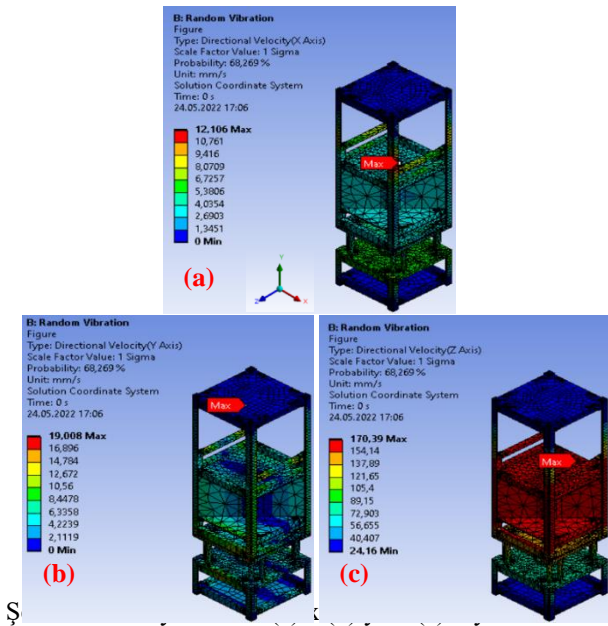 B: Random Vibration
Figure
Type: Directional Velocity(X Axis)
Scale Factor Value: 1 Sigma
Probability: 68,269 %
Unit: mm/s
Solution Coordinate System
Time: 0 s
24.05.2022 17:06
12,106 Max
10,761
9,416
8,0709
6,7257
5,3806
4,0354
2,6903
1,3451
0 Min
Max
(a)
Y
Z
X
B: Random Vibration
Figure
Type: Directional Velocity(Y Axis)
Scale Factor Value: 1 Sigma
Probability: 68,269 %
Unit: mm/s
Solution Coordinate System
Time: 0 s
24.05.2022 17:06
19,008 Max
16,896
14,784
12,672
10,56
8,4478
6,3358
4,2239
2,1119
0 Min
Max
(b)
B: Random Vibration
Figure
Type: Directional Velocity(Z Axis)
Scale Factor Value: 1 Sigma
Probability: 68,269 %
Unit: mm/s
Solution Coordinate System
Time: 0 s
24.05.2022 17:06
170,39 Max
154,14
137,89
121,65
105,4
89,15
72,903
56,655
40,407
24,16 Min
Max
(c)